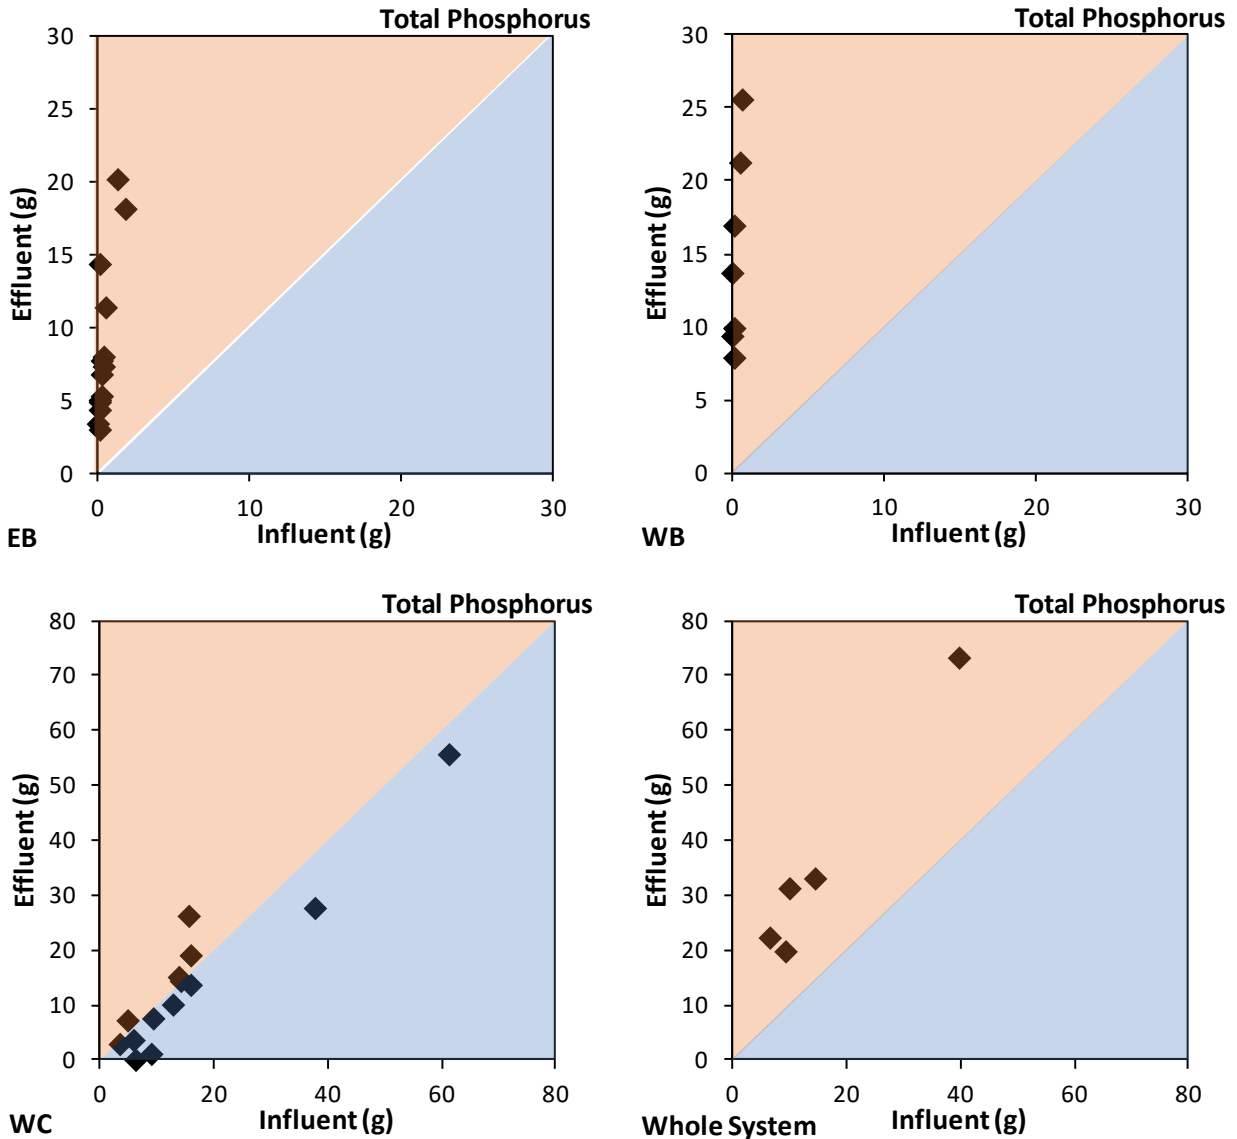 Total Phosphorus
30
25
20
15
10
5
0
Effluent (g)
0 10 20 30
Influent (g)
EB
Total Phosphorus
30
25
20
15
10
5
0
Effluent (g)
0 10 20 30
Influent (g)
WB
Total Phosphorus
80
70
60
50
40
30
20
10
0
Effluent (g)
0 20 40 60 80
Influent (g)
WC
Total Phosphorus
80
70
60
50
40
30
20
10
0
Effluent (g)
0 20 40 60 80
Influent (g)
Whole System